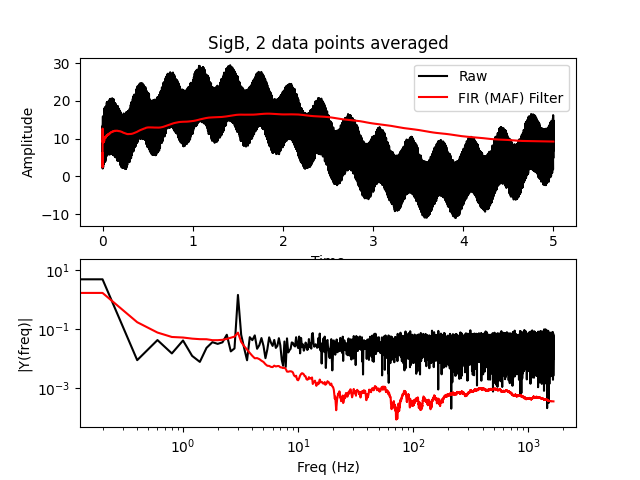 SigB, 2 data points averaged
30
20
10
0
−10
Amplitude
Raw
FIR (MAF) Filter
0
1
2
3
4
5
Time
10¹
10⁻¹
10⁻³
|Y(freq)|
10⁰
10¹
10²
10³
Freq (Hz)